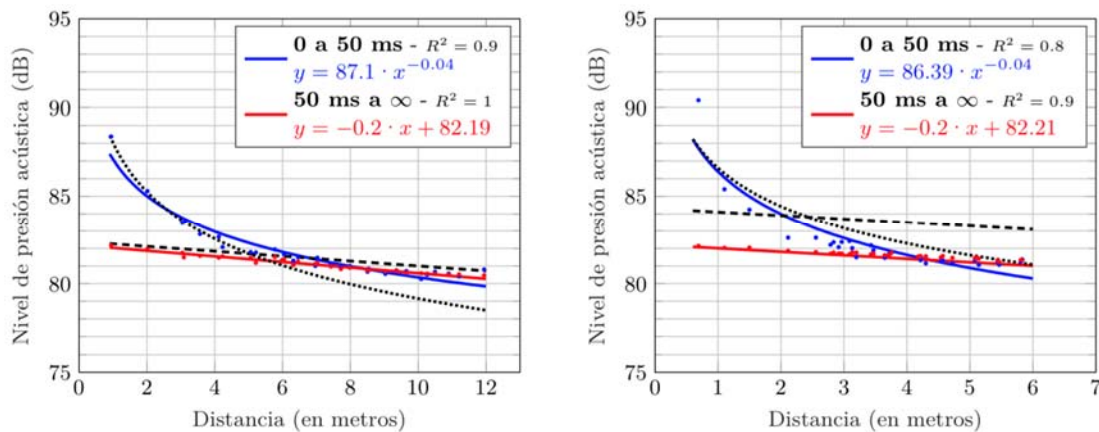 95
90
85
80
75
0
2
4
6
8
10
12
Nivel de presión acústica (dB)
Distancia (en metros)
0 a 50 ms - R² = 0.9
y = 87.1 · x^−0.04
50 ms a ∞ - R² = 1
y = −0.2 · x + 82.19
95
90
85
80
75
0
1
2
3
4
5
6
7
Nivel de presión acústica (dB)
Distancia (en metros)
0 a 50 ms - R² = 0.8
y = 86.39 · x^−0.04
50 ms a ∞ - R² = 0.9
y = −0.2 · x + 82.21